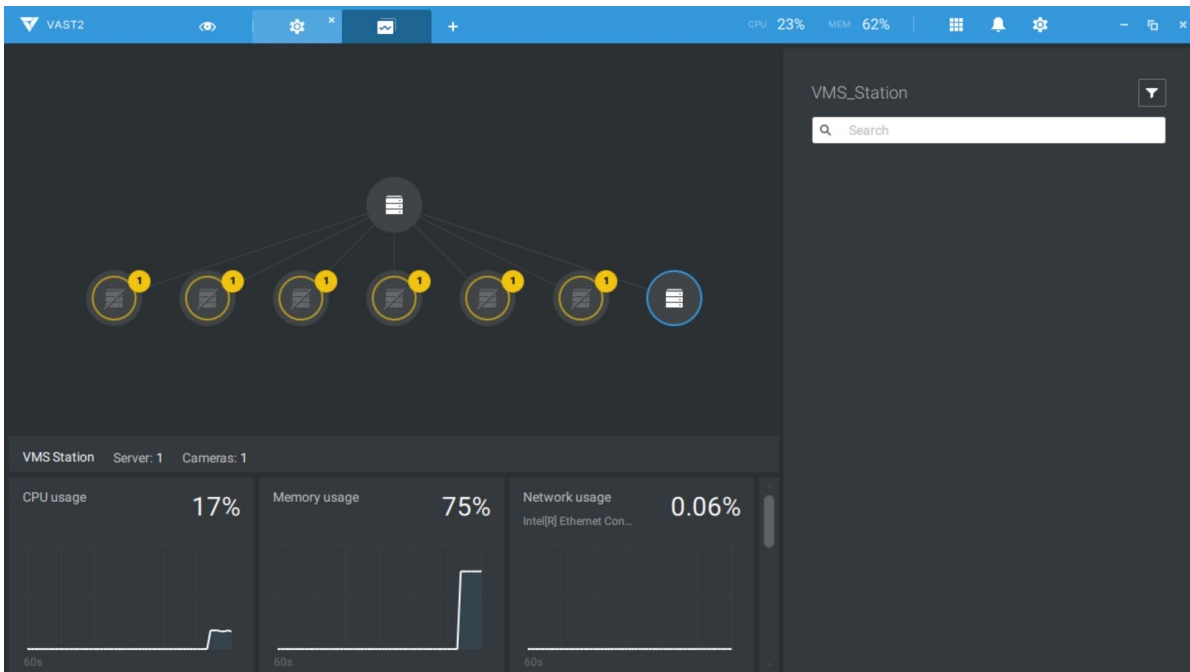 VAST2
CPU 23% MEM 62%
VMS_Station
Search
1 1 1 1 1 1
VMS Station Server: 1 Cameras: 1
CPU usage 17%
Memory usage 75%
Network usage 0.06%
Intel[R] Ethernet Con...
60s 60s 60s